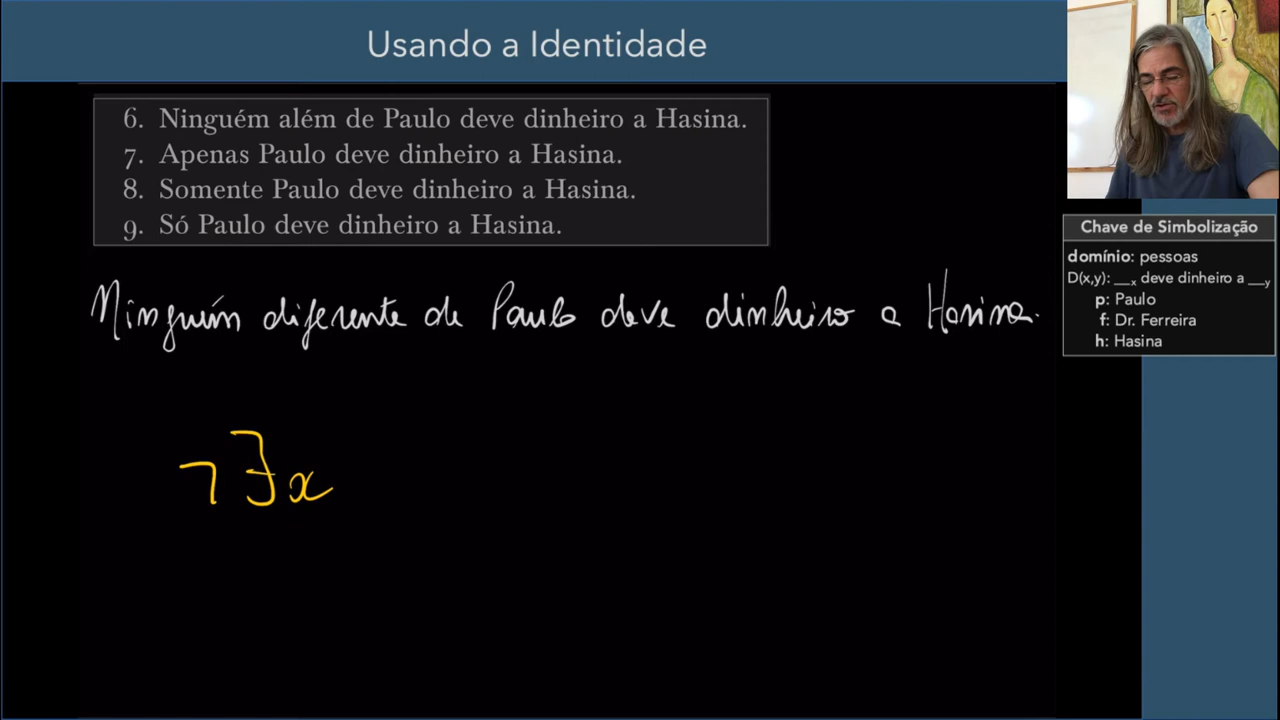 Usando a Identidade
6. Ninguém além de Paulo deve dinheiro a Hasina.
7. Apenas Paulo deve dinheiro a Hasina.
8. Somente Paulo deve dinheiro a Hasina.
9. Só Paulo deve dinheiro a Hasina.
Ninguém diferente de Paulo deve dinheiro a Hasina.
¬∃x
Chave de Simbolização
domínio: pessoas
D(x,y): __x deve dinheiro a __y
p: Paulo
f: Dr. Ferreira
h: Hasina